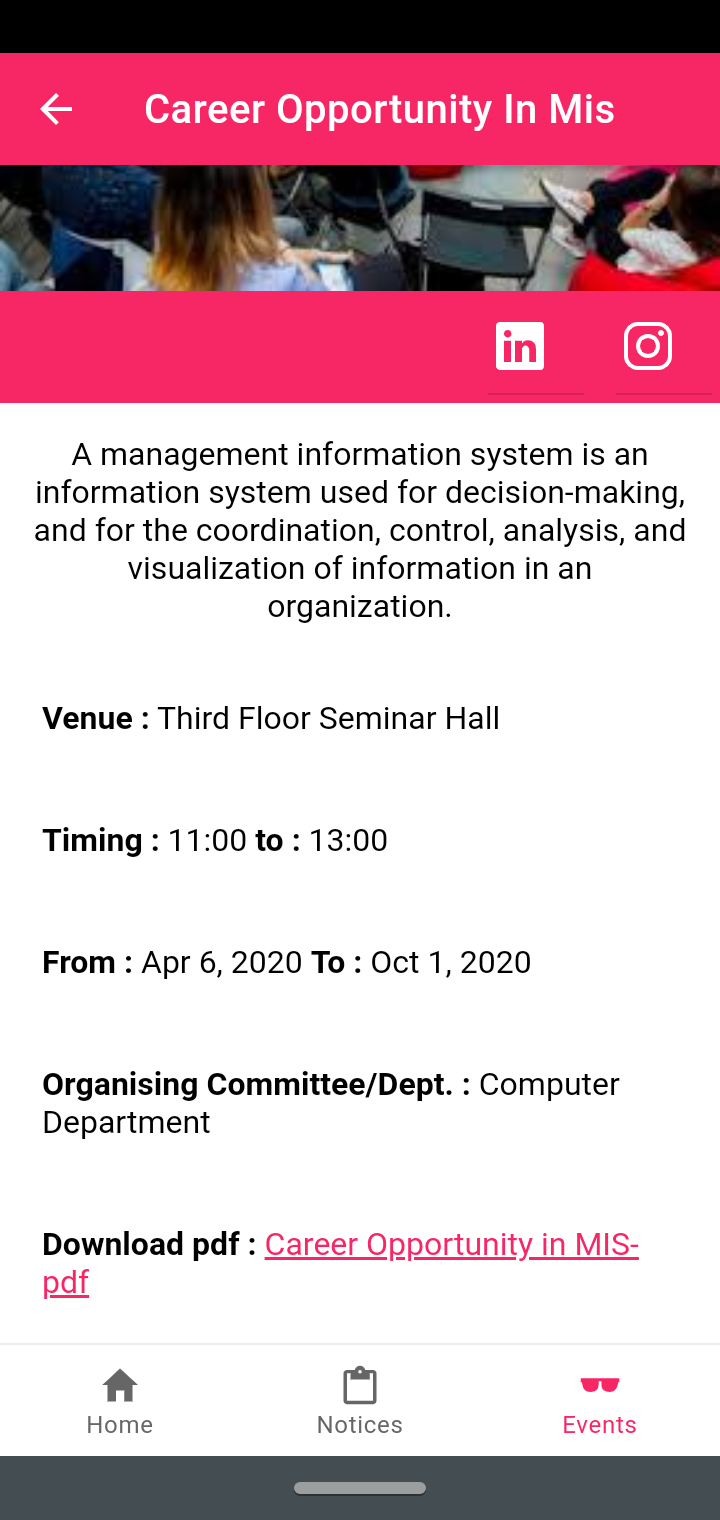 Career Opportunity In Mis
in
A management information system is an
information system used for decision-making,
and for the coordination, control, analysis, and
visualization of information in an
organization.
Venue : Third Floor Seminar Hall
Timing : 11:00 to : 13:00
From : Apr 6, 2020 To : Oct 1, 2020
Organising Committee/Dept. : Computer
Department
Download pdf : Career Opportunity in MIS-
pdf
Home
Notices
Events